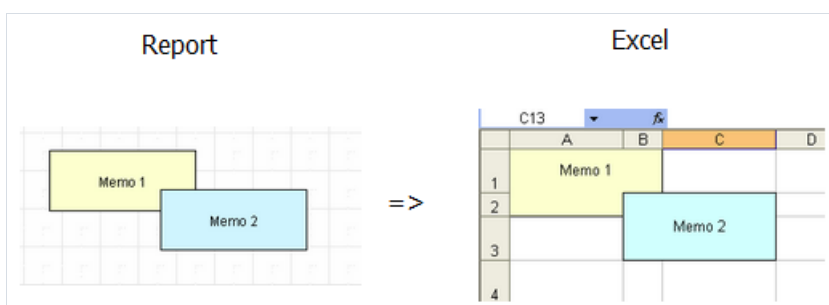 Report
Excel
C13 fx
A B C D
1 Memo 1
2
3 Memo 2
4
Memo 1
Memo 2
=>